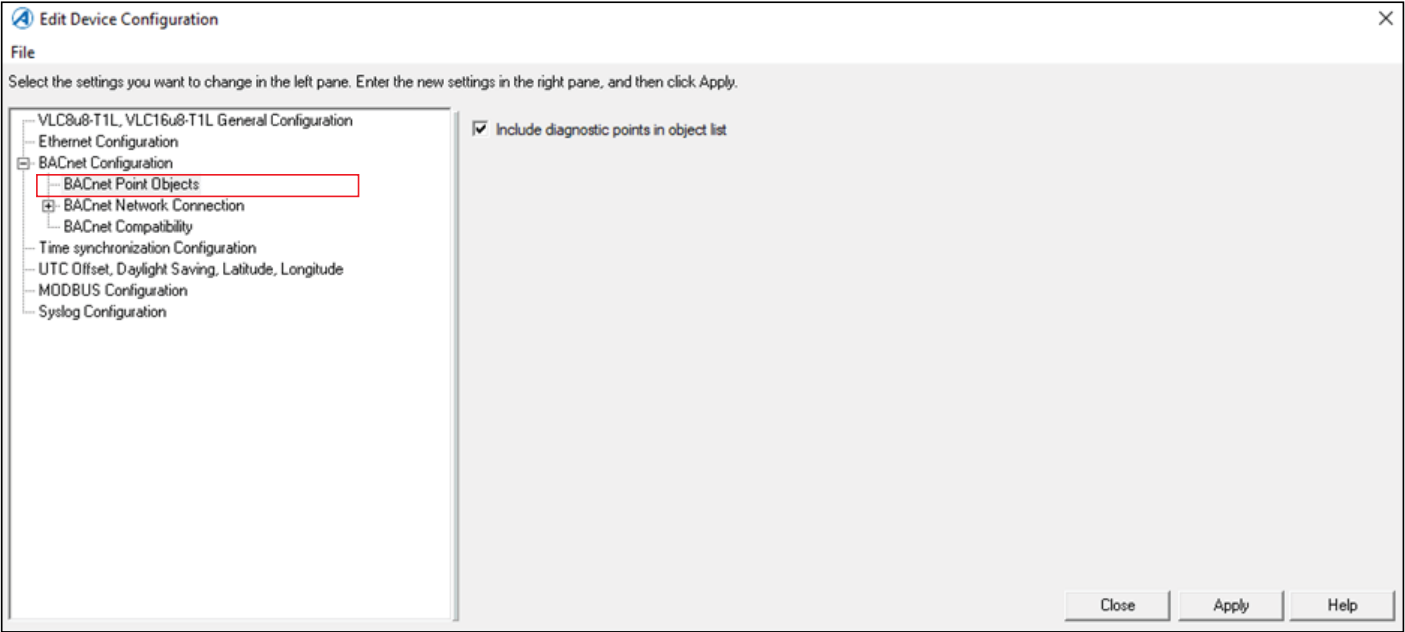 Edit Device Configuration
File
Select the settings you want to change in the left pane. Enter the new settings in the right pane, and then click Apply.
VLC8u8-T1L, VLC16u8-T1L General Configuration
Ethernet Configuration
BACnet Configuration
BACnet Point Objects
BACnet Network Connection
BACnet Compatibility
Time synchronization Configuration
UTC Offset, Daylight Saving, Latitude, Longitude
MODBUS Configuration
Syslog Configuration
Include diagnostic points in object list
Close Apply Help